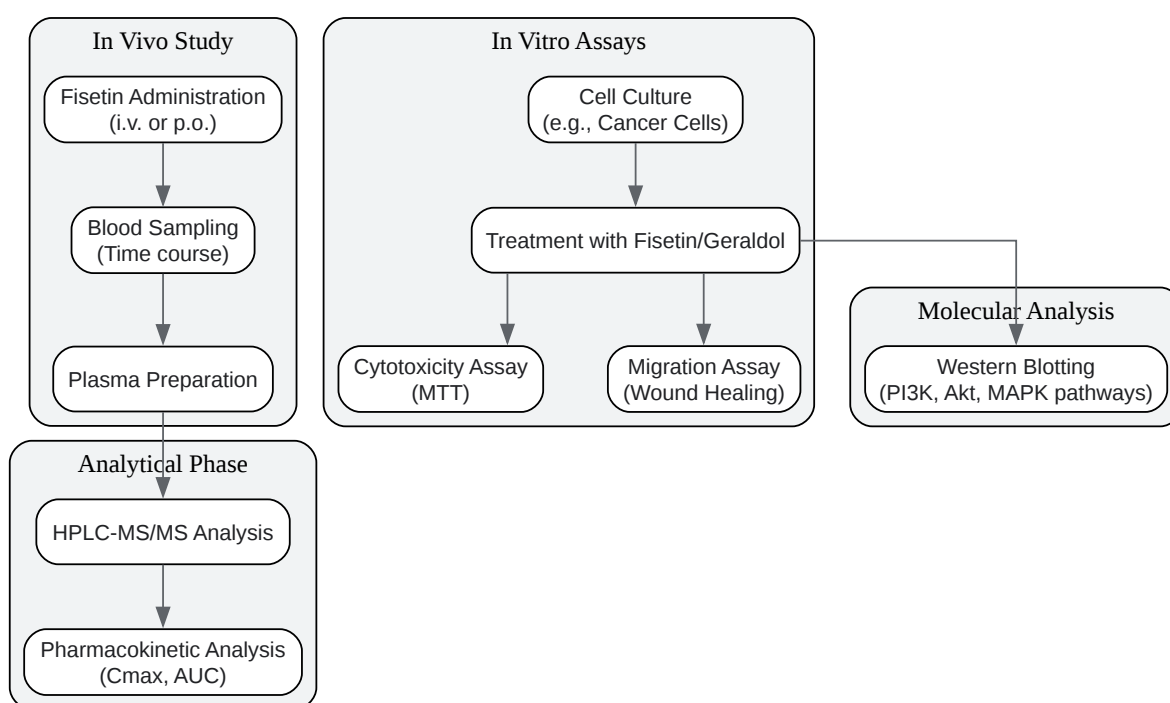 In Vivo Study
Fisetin Administration
(i.v. or p.o.)
Blood Sampling
(Time course)
Plasma Preparation
Analytical Phase
HPLC-MS/MS Analysis
Pharmacokinetic Analysis
(Cmax, AUC)
In Vitro Assays
Cell Culture
(e.g., Cancer Cells)
Treatment with Fisetin/Geraldol
Cytotoxicity Assay
(MTT)
Migration Assay
(Wound Healing)
Molecular Analysis
Western Blotting
(PI3K, Akt, MAPK pathways)